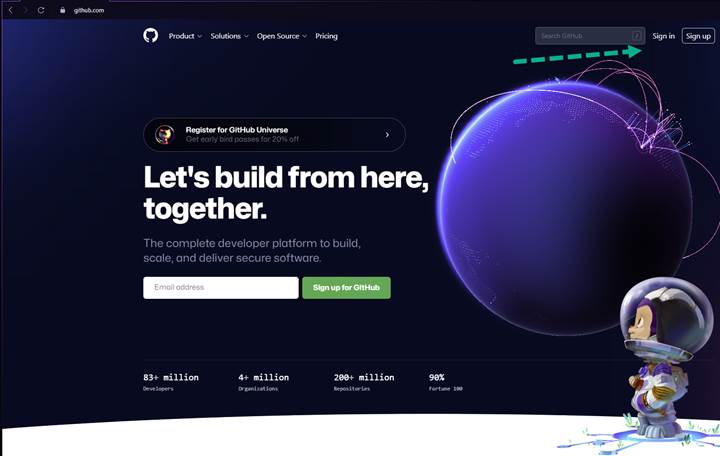 github.com
Product
Solutions
Open Source
Pricing
Search GitHub
/
Sign in
Sign up
Register for GitHub Universe
Get early bird passes for 20% off
Let's build from here,
together.
The complete developer platform to build,
scale, and deliver secure software.
Email address
Sign up for GitHub
83+ million
Developers
4+ million
Organizations
200+ million
Repositories
90%
Fortune 100